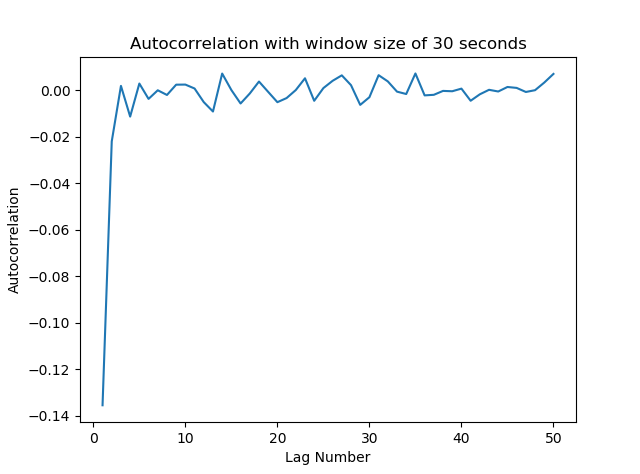 Autocorrelation with window size of 30 seconds
0.00
−0.02
−0.04
−0.06
−0.08
−0.10
−0.12
−0.14
Autocorrelation
0 10 20 30 40 50
Lag Number